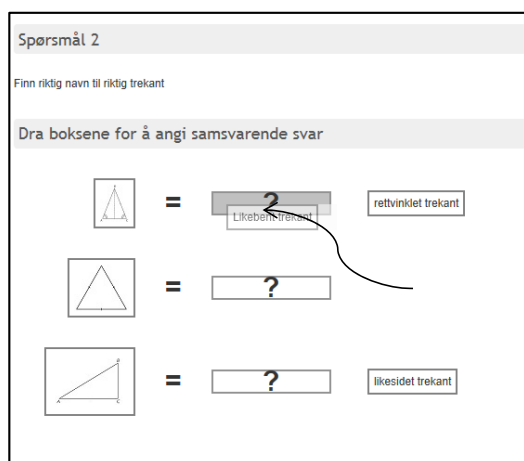 Spørsmål 2
Finn riktig navn til riktig trekant
Dra boksene for å angi samsvarende svar
= ? rettvinklet trekant
Likebent trekant
= ?
B
A C
= ? likesidet trekant